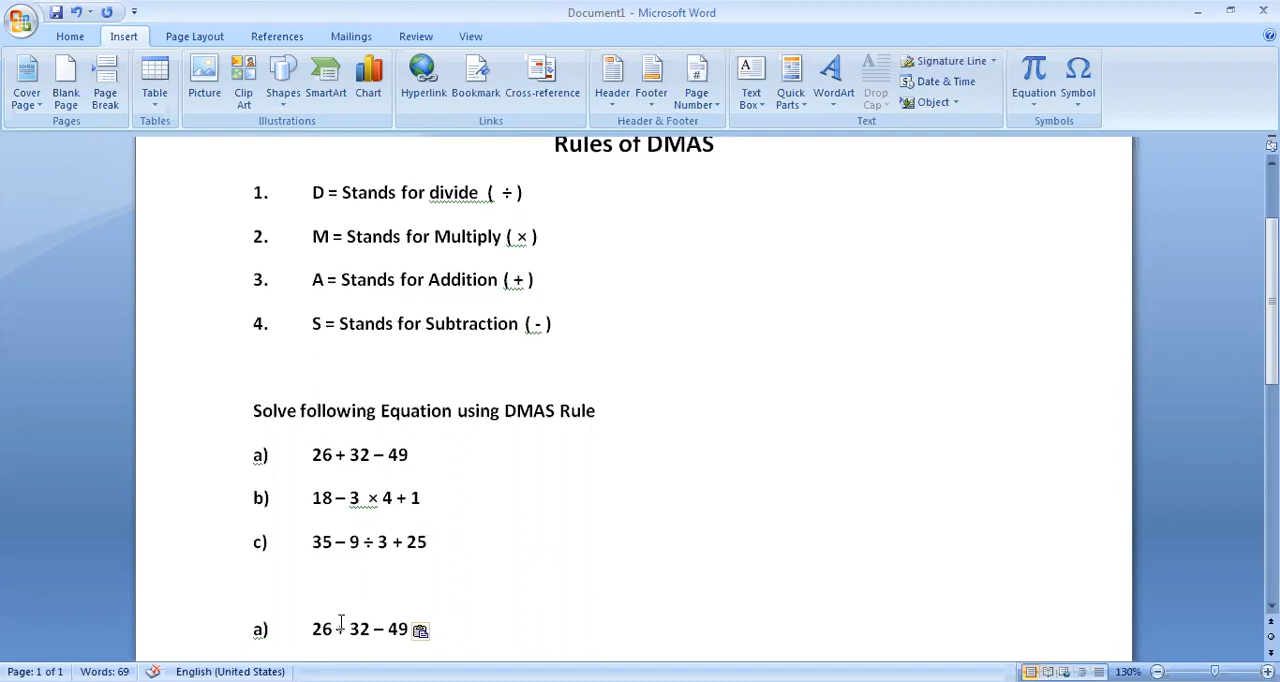 Document1 - Microsoft Word
Home Insert Page Layout References Mailings Review View
Cover Page Blank Page Page Break Table Picture Clip Art Shapes SmartArt Chart Hyperlink Bookmark Cross-reference Header Footer Page Number Text Box Quick Parts WordArt Drop Cap Signature Line Date & Time Object Equation Symbol
Pages Tables Illustrations Links Header & Footer Text Symbols
Rules of DMAS
1. D = Stands for divide ( ÷ )
2. M = Stands for Multiply ( × )
3. A = Stands for Addition ( + )
4. S = Stands for Subtraction ( - )
Solve following Equation using DMAS Rule
a) 26 + 32 – 49
b) 18 – 3 × 4 + 1
c) 35 – 9 ÷ 3 + 25
a) 26 + 32 – 49
Page: 1 of 1 Words: 69 English (United States) 130%